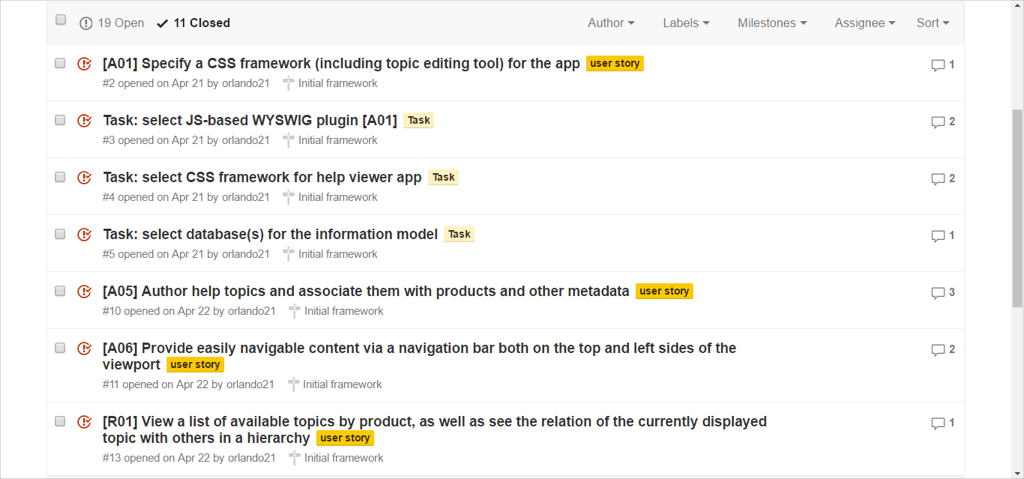 19 Open 11 Closed Author Labels Milestones Assignee Sort
[A01] Specify a CSS framework (including topic editing tool) for the app user story 1
#2 opened on Apr 21 by orlando21 Initial framework
Task: select JS-based WYSWIG plugin [A01] Task 2
#3 opened on Apr 21 by orlando21 Initial framework
Task: select CSS framework for help viewer app Task 2
#4 opened on Apr 21 by orlando21 Initial framework
Task: select database(s) for the information model Task 1
#5 opened on Apr 21 by orlando21 Initial framework
[A05] Author help topics and associate them with products and other metadata user story 3
#10 opened on Apr 22 by orlando21 Initial framework
[A06] Provide easily navigable content via a navigation bar both on the top and left sides of the 2
viewport user story
#11 opened on Apr 22 by orlando21 Initial framework
[R01] View a list of available topics by product, as well as see the relation of the currently displayed 1
topic with others in a hierarchy user story
#13 opened on Apr 22 by orlando21 Initial framework